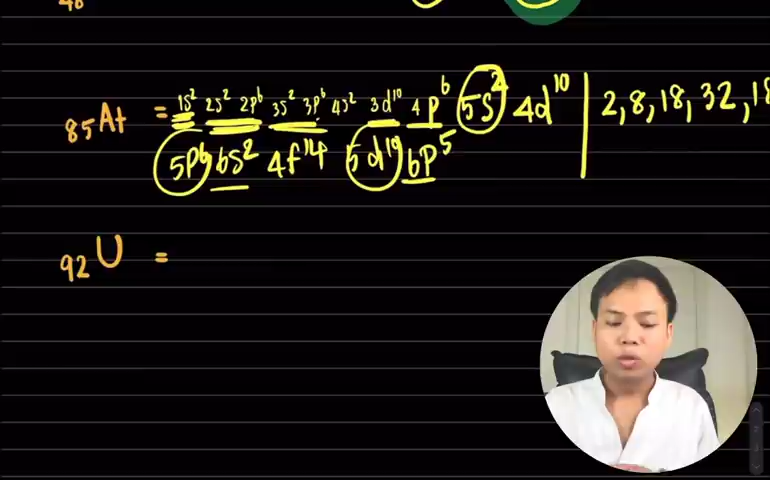 48
₈₅At = 1s² 2s² 2p⁶ 3s² 3p⁶ 4s² 3d¹⁰ 4p⁶ 5s² 4d¹⁰ | 2,8,18,32,18
5p⁶ 6s² 4f¹⁴ 5d¹⁰ 6p⁵
₉₂U =